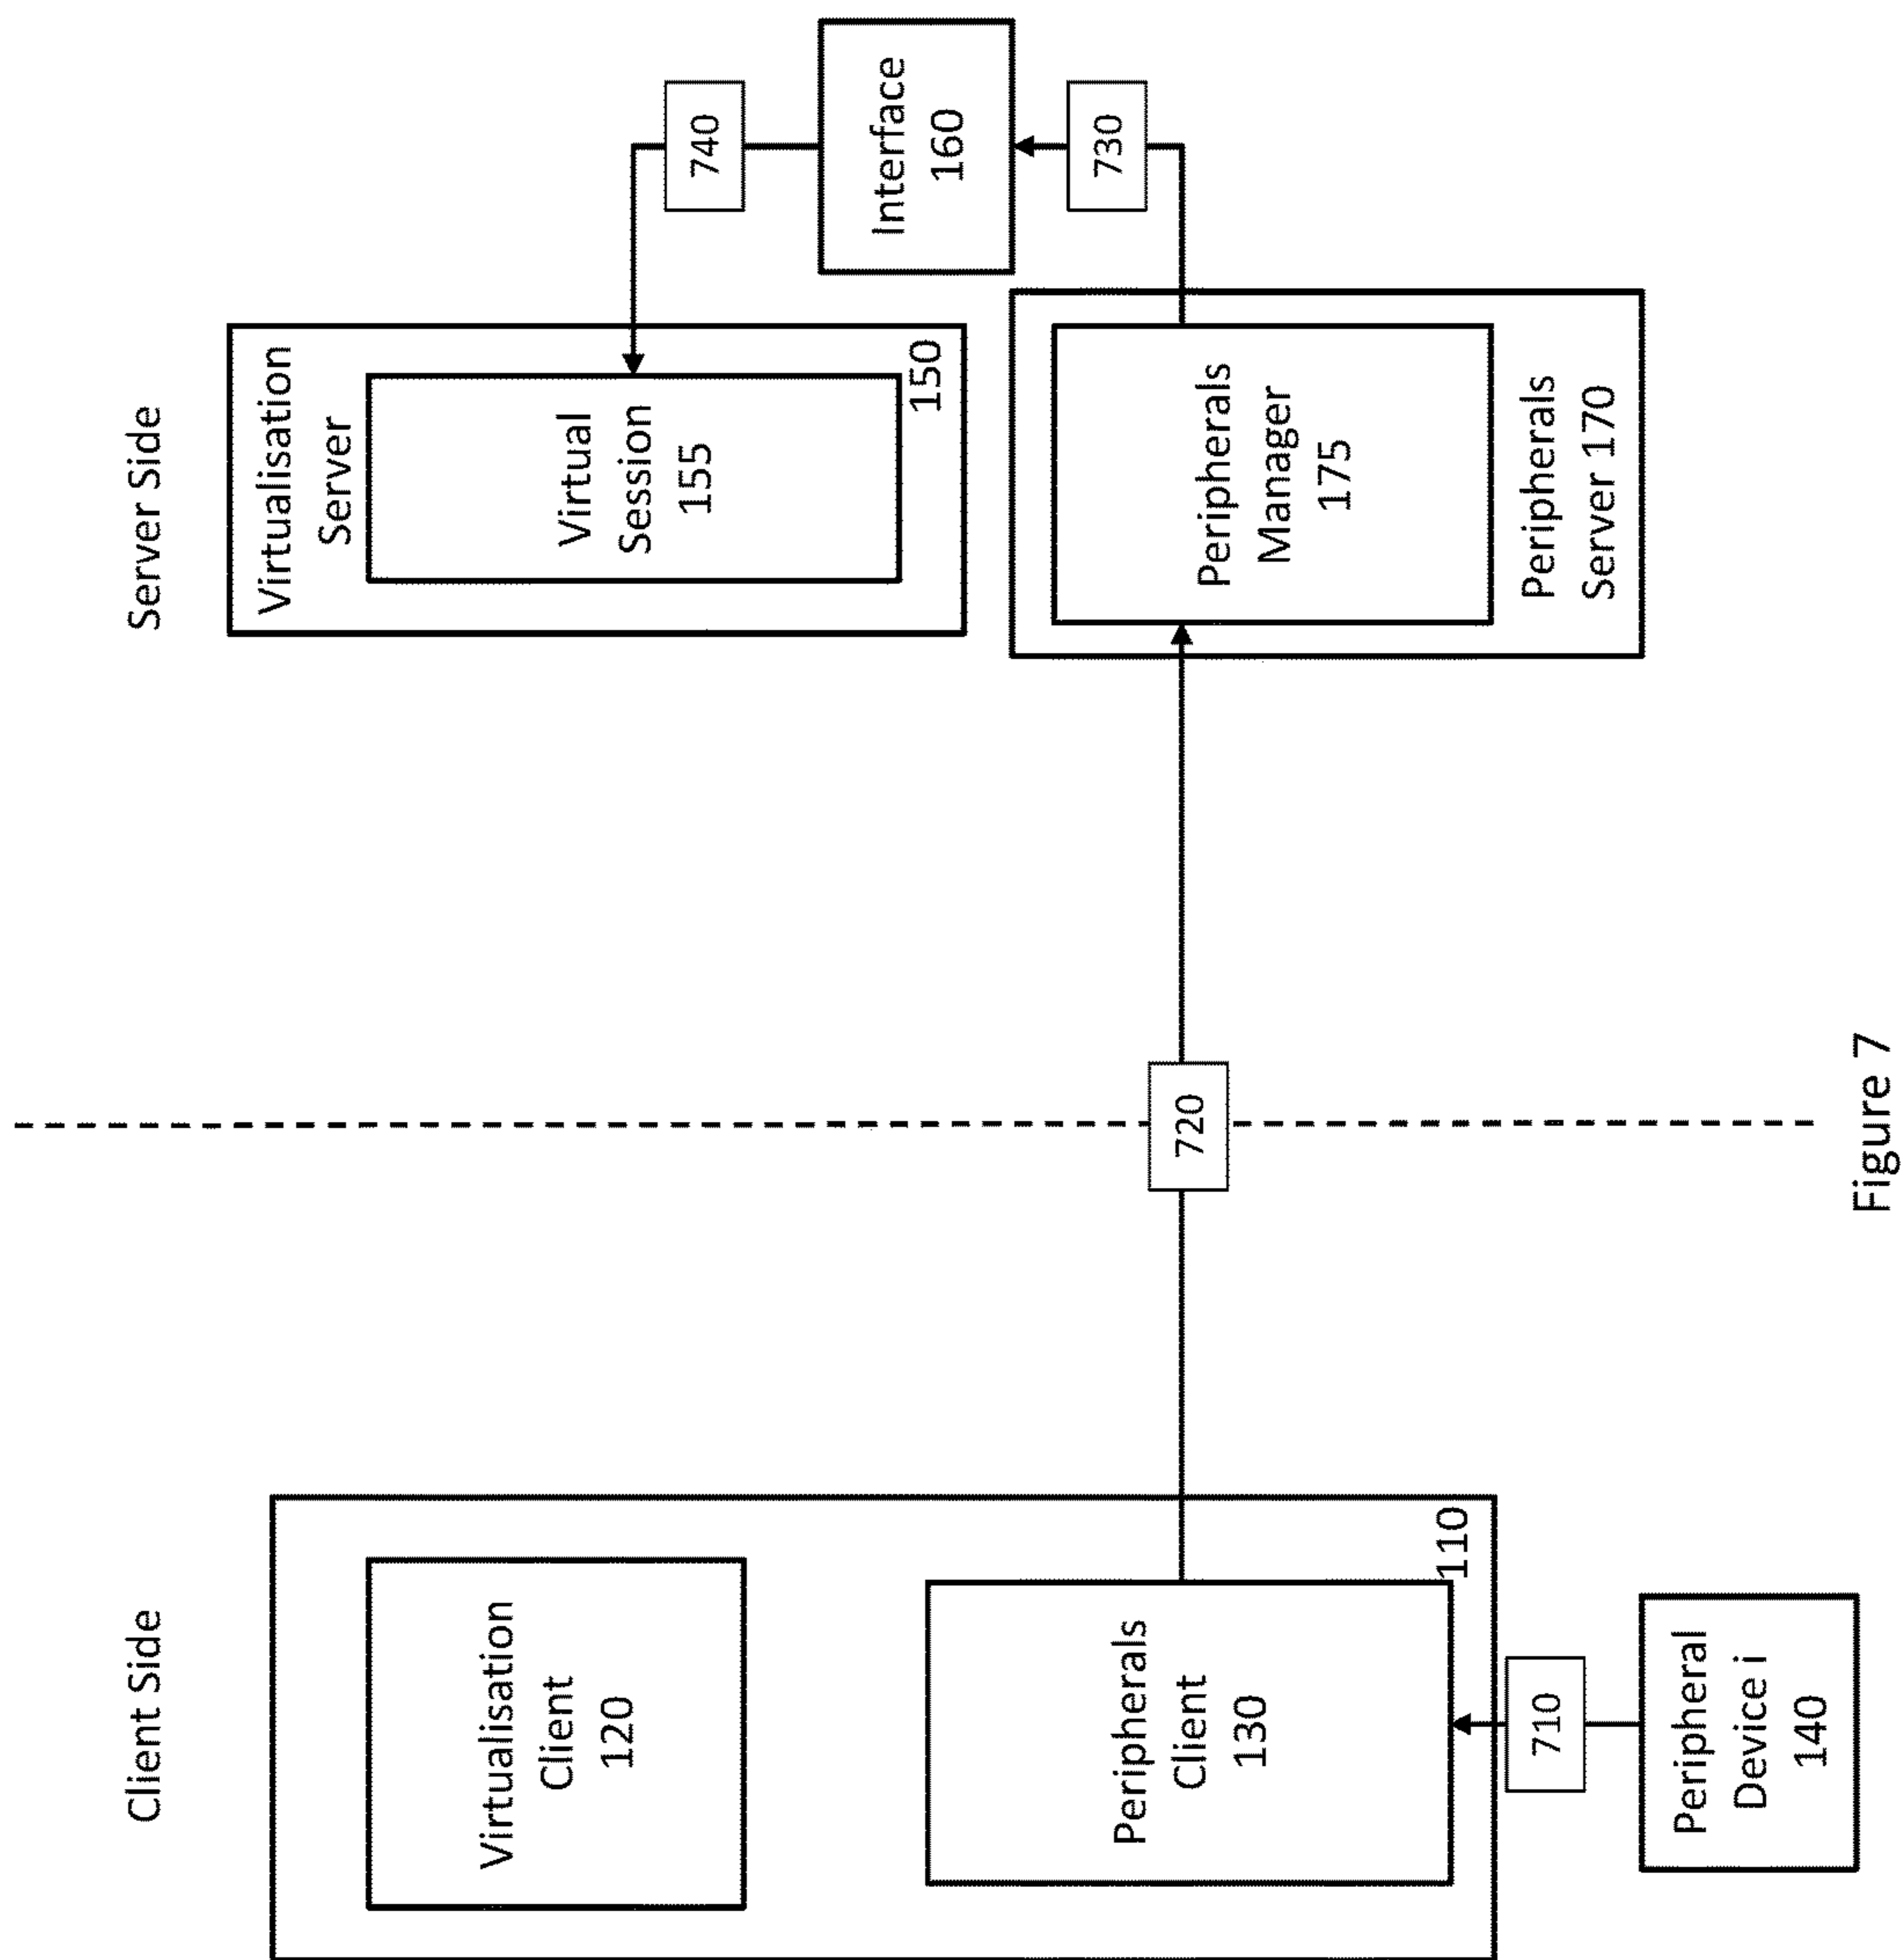 Client Side
Server Side
Virtualisation
Client
120
Peripherals
Client
130
110
710
Peripheral
Device i
140
720
Virtualisation
Server
Virtual
Session
155
150
740
Interface
160
730
Peripherals
Manager
175
Peripherals
Server 170
Figure 7